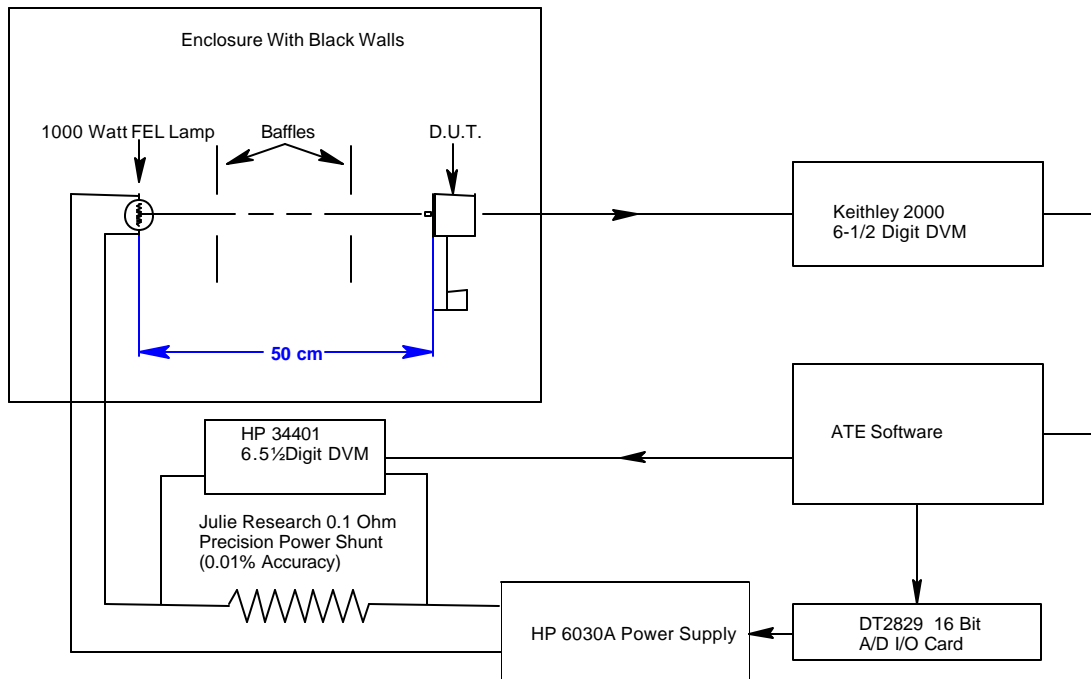 Enclosure With Black Walls
1000 Watt FEL Lamp
Baffles
D.U.T.
Keithley 2000
6-1/2 Digit DVM
50 cm
ATE Software
HP 34401
6.5½Digit DVM
Julie Research 0.1 Ohm
Precision Power Shunt
(0.01% Accuracy)
HP 6030A Power Supply
DT2829 16 Bit
A/D I/O Card